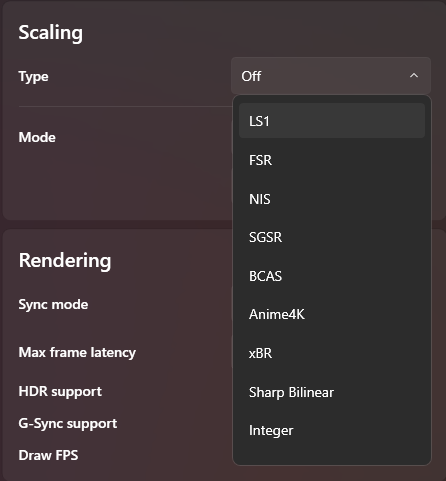 Scaling
Type
Off
LS1
Mode
FSR
NIS
SGSR
BCAS
Anime4K
xBR
Sharp Bilinear
Integer
Rendering
Sync mode
Max frame latency
HDR support
G-Sync support
Draw FPS